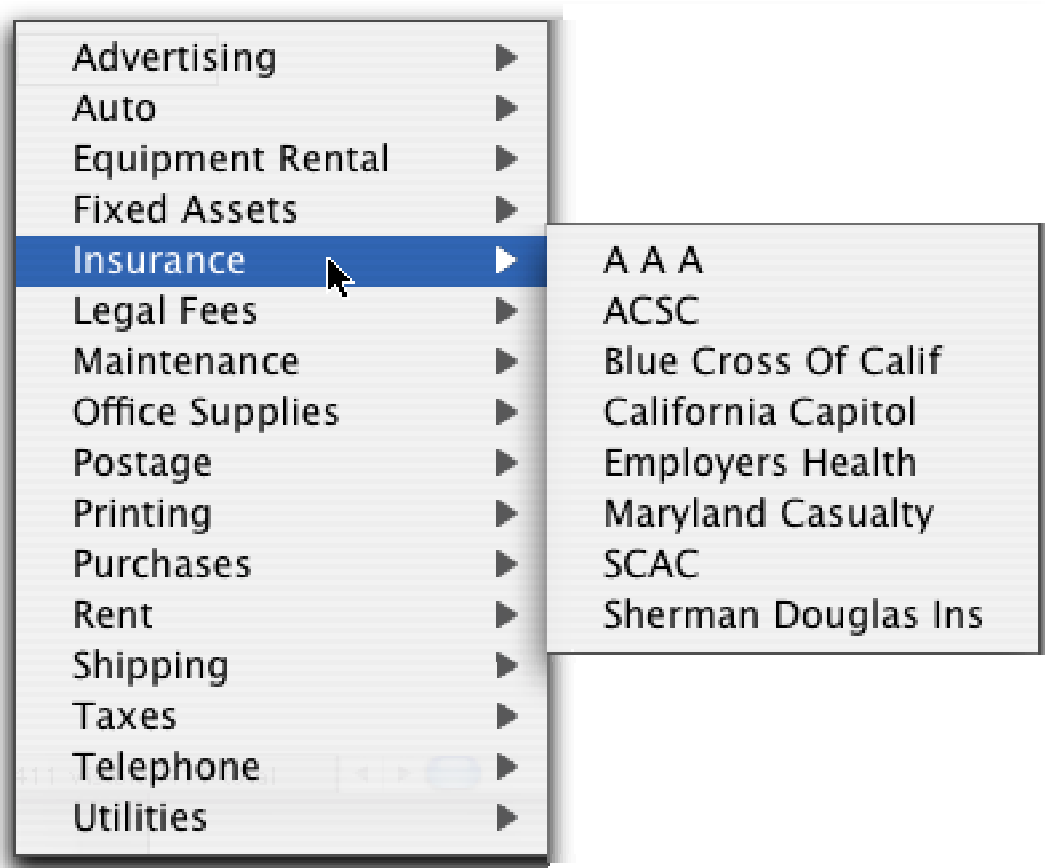 Advertising
Auto
Equipment Rental
Fixed Assets
Insurance
Legal Fees
Maintenance
Office Supplies
Postage
Printing
Purchases
Rent
Shipping
Taxes
Telephone
Utilities
A A A
ACSC
Blue Cross Of Calif
California Capitol
Employers Health
Maryland Casualty
SCAC
Sherman Douglas Ins